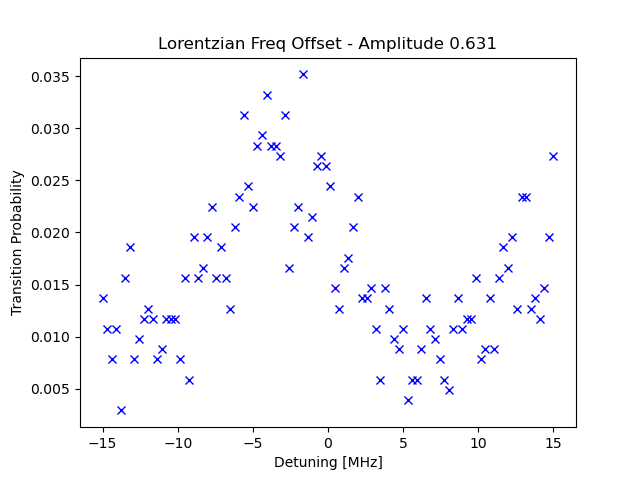 Lorentzian Freq Offset - Amplitude 0.631
Transition Probability
0.035
0.030
0.025
0.020
0.015
0.010
0.005
−15 −10 −5 0 5 10 15
Detuning [MHz]